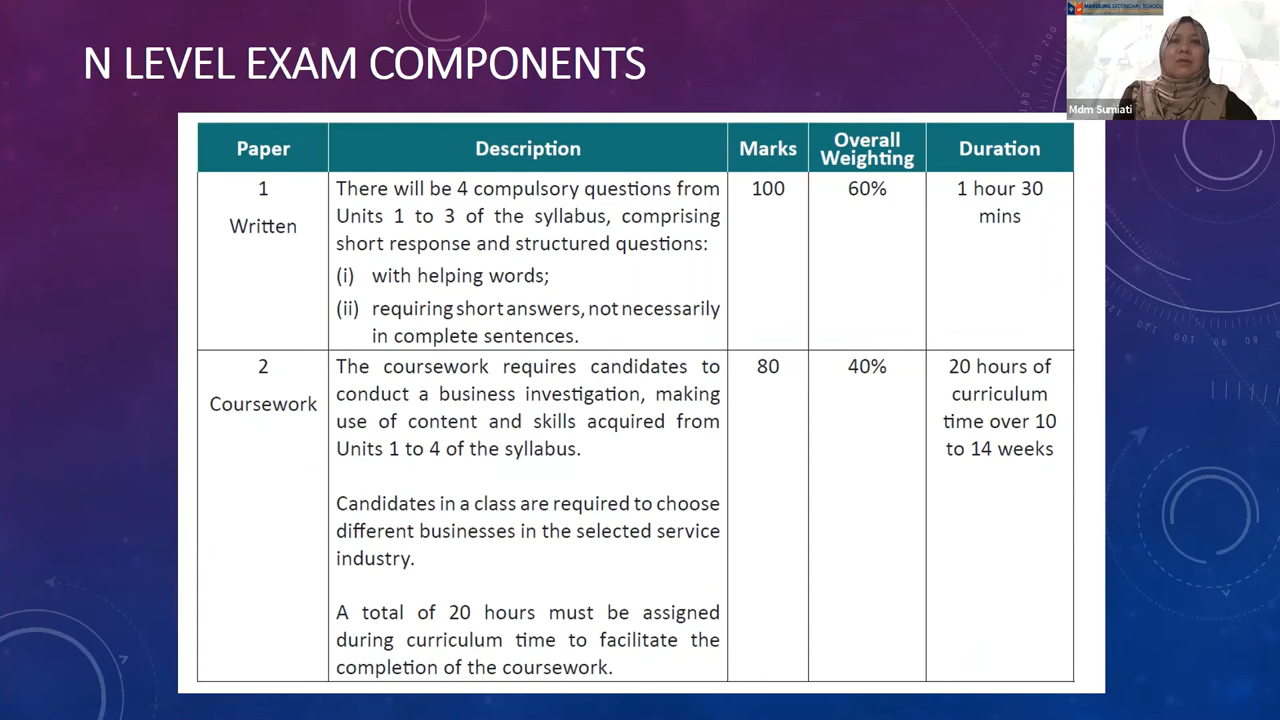 MARSILING SECONDARY SCHOOL
Mdm Sumiati
N LEVEL EXAM COMPONENTS
Paper Description Marks Overall Weighting Duration
1
Written
There will be 4 compulsory questions from
Units 1 to 3 of the syllabus, comprising
short response and structured questions:
(i) with helping words;
(ii) requiring short answers, not necessarily
in complete sentences.
100
60%
1 hour 30
mins
2
Coursework
The coursework requires candidates to
conduct a business investigation, making
use of content and skills acquired from
Units 1 to 4 of the syllabus.
Candidates in a class are required to choose
different businesses in the selected service
industry.
A total of 20 hours must be assigned
during curriculum time to facilitate the
completion of the coursework.
80
40%
20 hours of
curriculum
time over 10
to 14 weeks